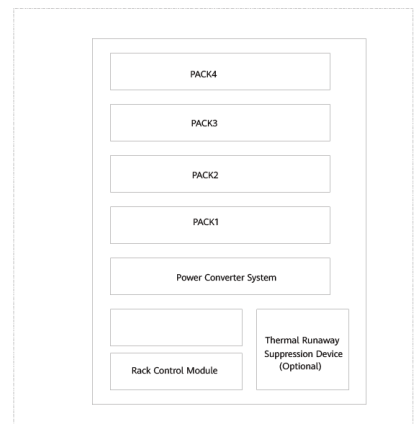 PACK4
PACK3
PACK2
PACK1
Power Converter System
Thermal Runaway
Suppression Device
(Optional)
Rack Control Module